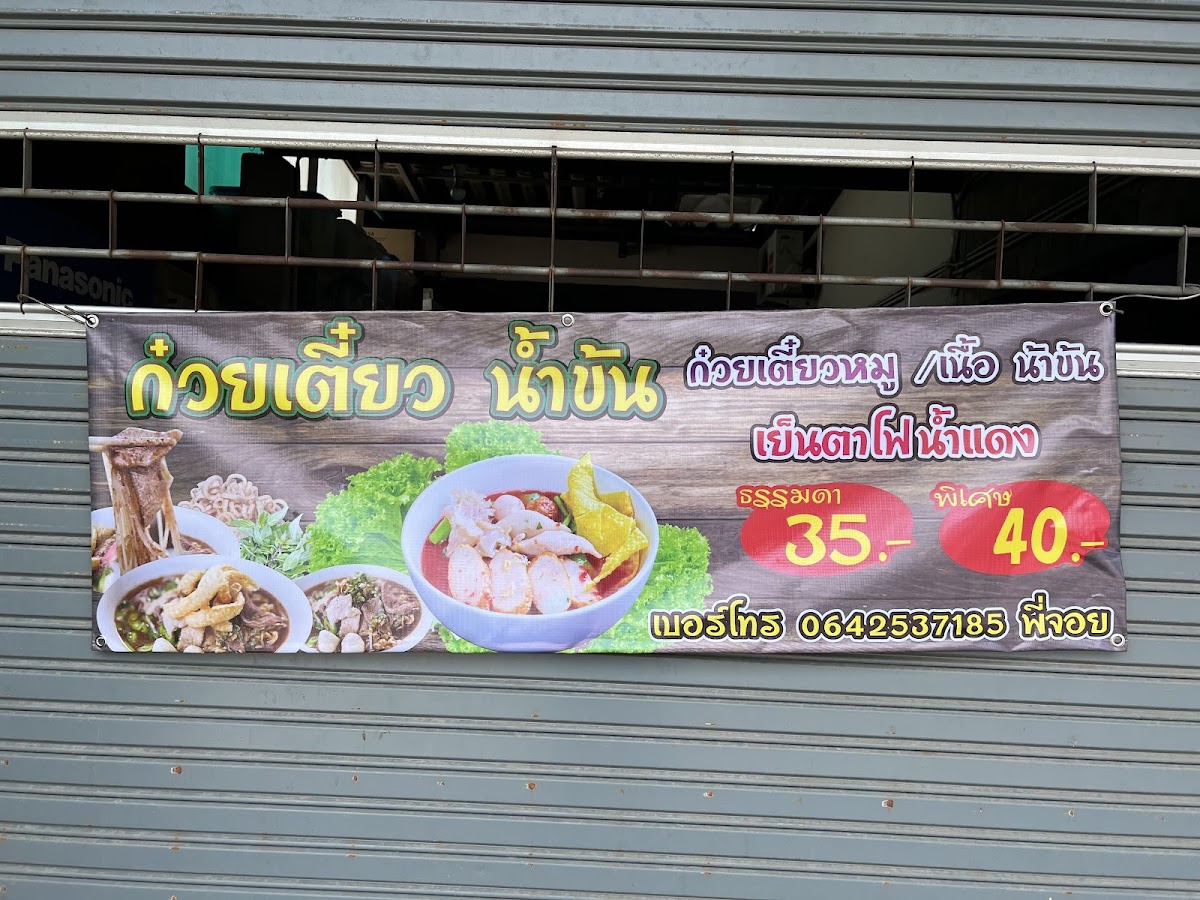 Panasonic
ก๋วยเตี๋ยว น้ำข้น
ก๋วยเตี๋ยวหมู /เนื้อ น้ำข้น
เย็นตาโฟน้ำแดง
ธรรมดา
35.-
พิเศษ
40.-
เบอร์โทร 0642537185 พี่จอย